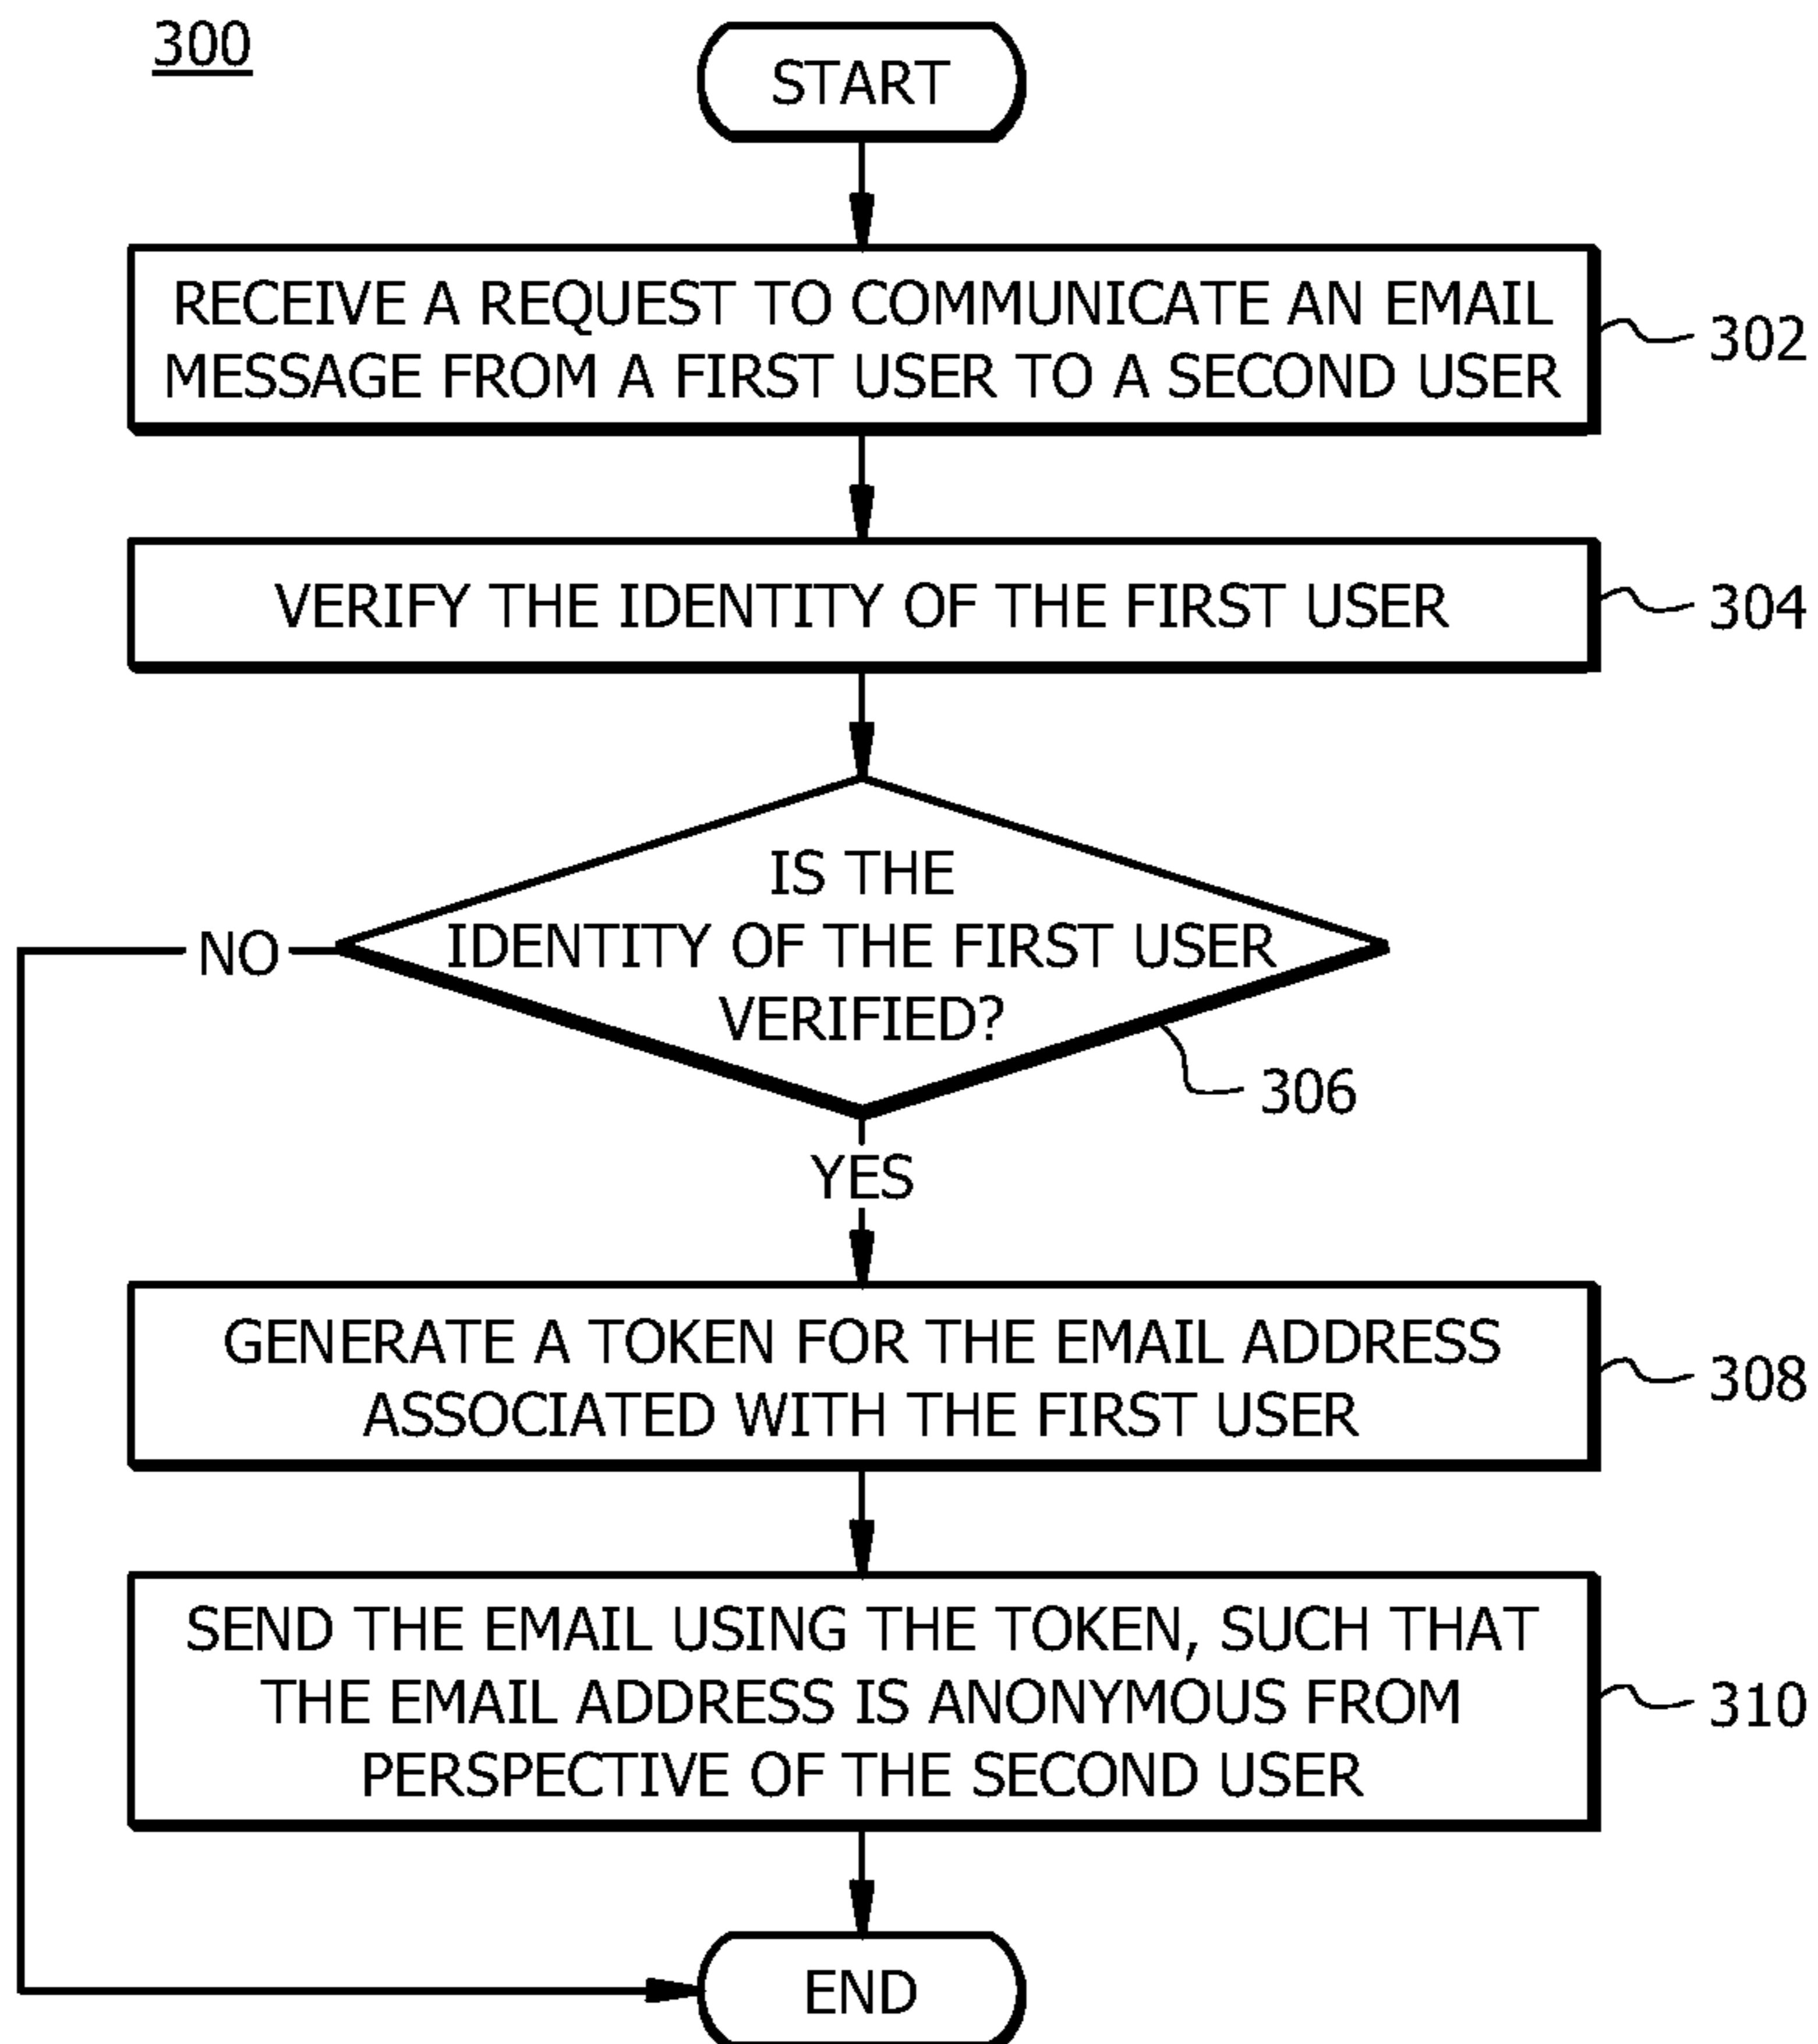 300
START
RECEIVE A REQUEST TO COMMUNICATE AN EMAIL
MESSAGE FROM A FIRST USER TO A SECOND USER
302
VERIFY THE IDENTITY OF THE FIRST USER
304
IS THE
IDENTITY OF THE FIRST USER
VERIFIED?
NO
306
YES
GENERATE A TOKEN FOR THE EMAIL ADDRESS
ASSOCIATED WITH THE FIRST USER
308
SEND THE EMAIL USING THE TOKEN, SUCH THAT
THE EMAIL ADDRESS IS ANONYMOUS FROM
PERSPECTIVE OF THE SECOND USER
310
END